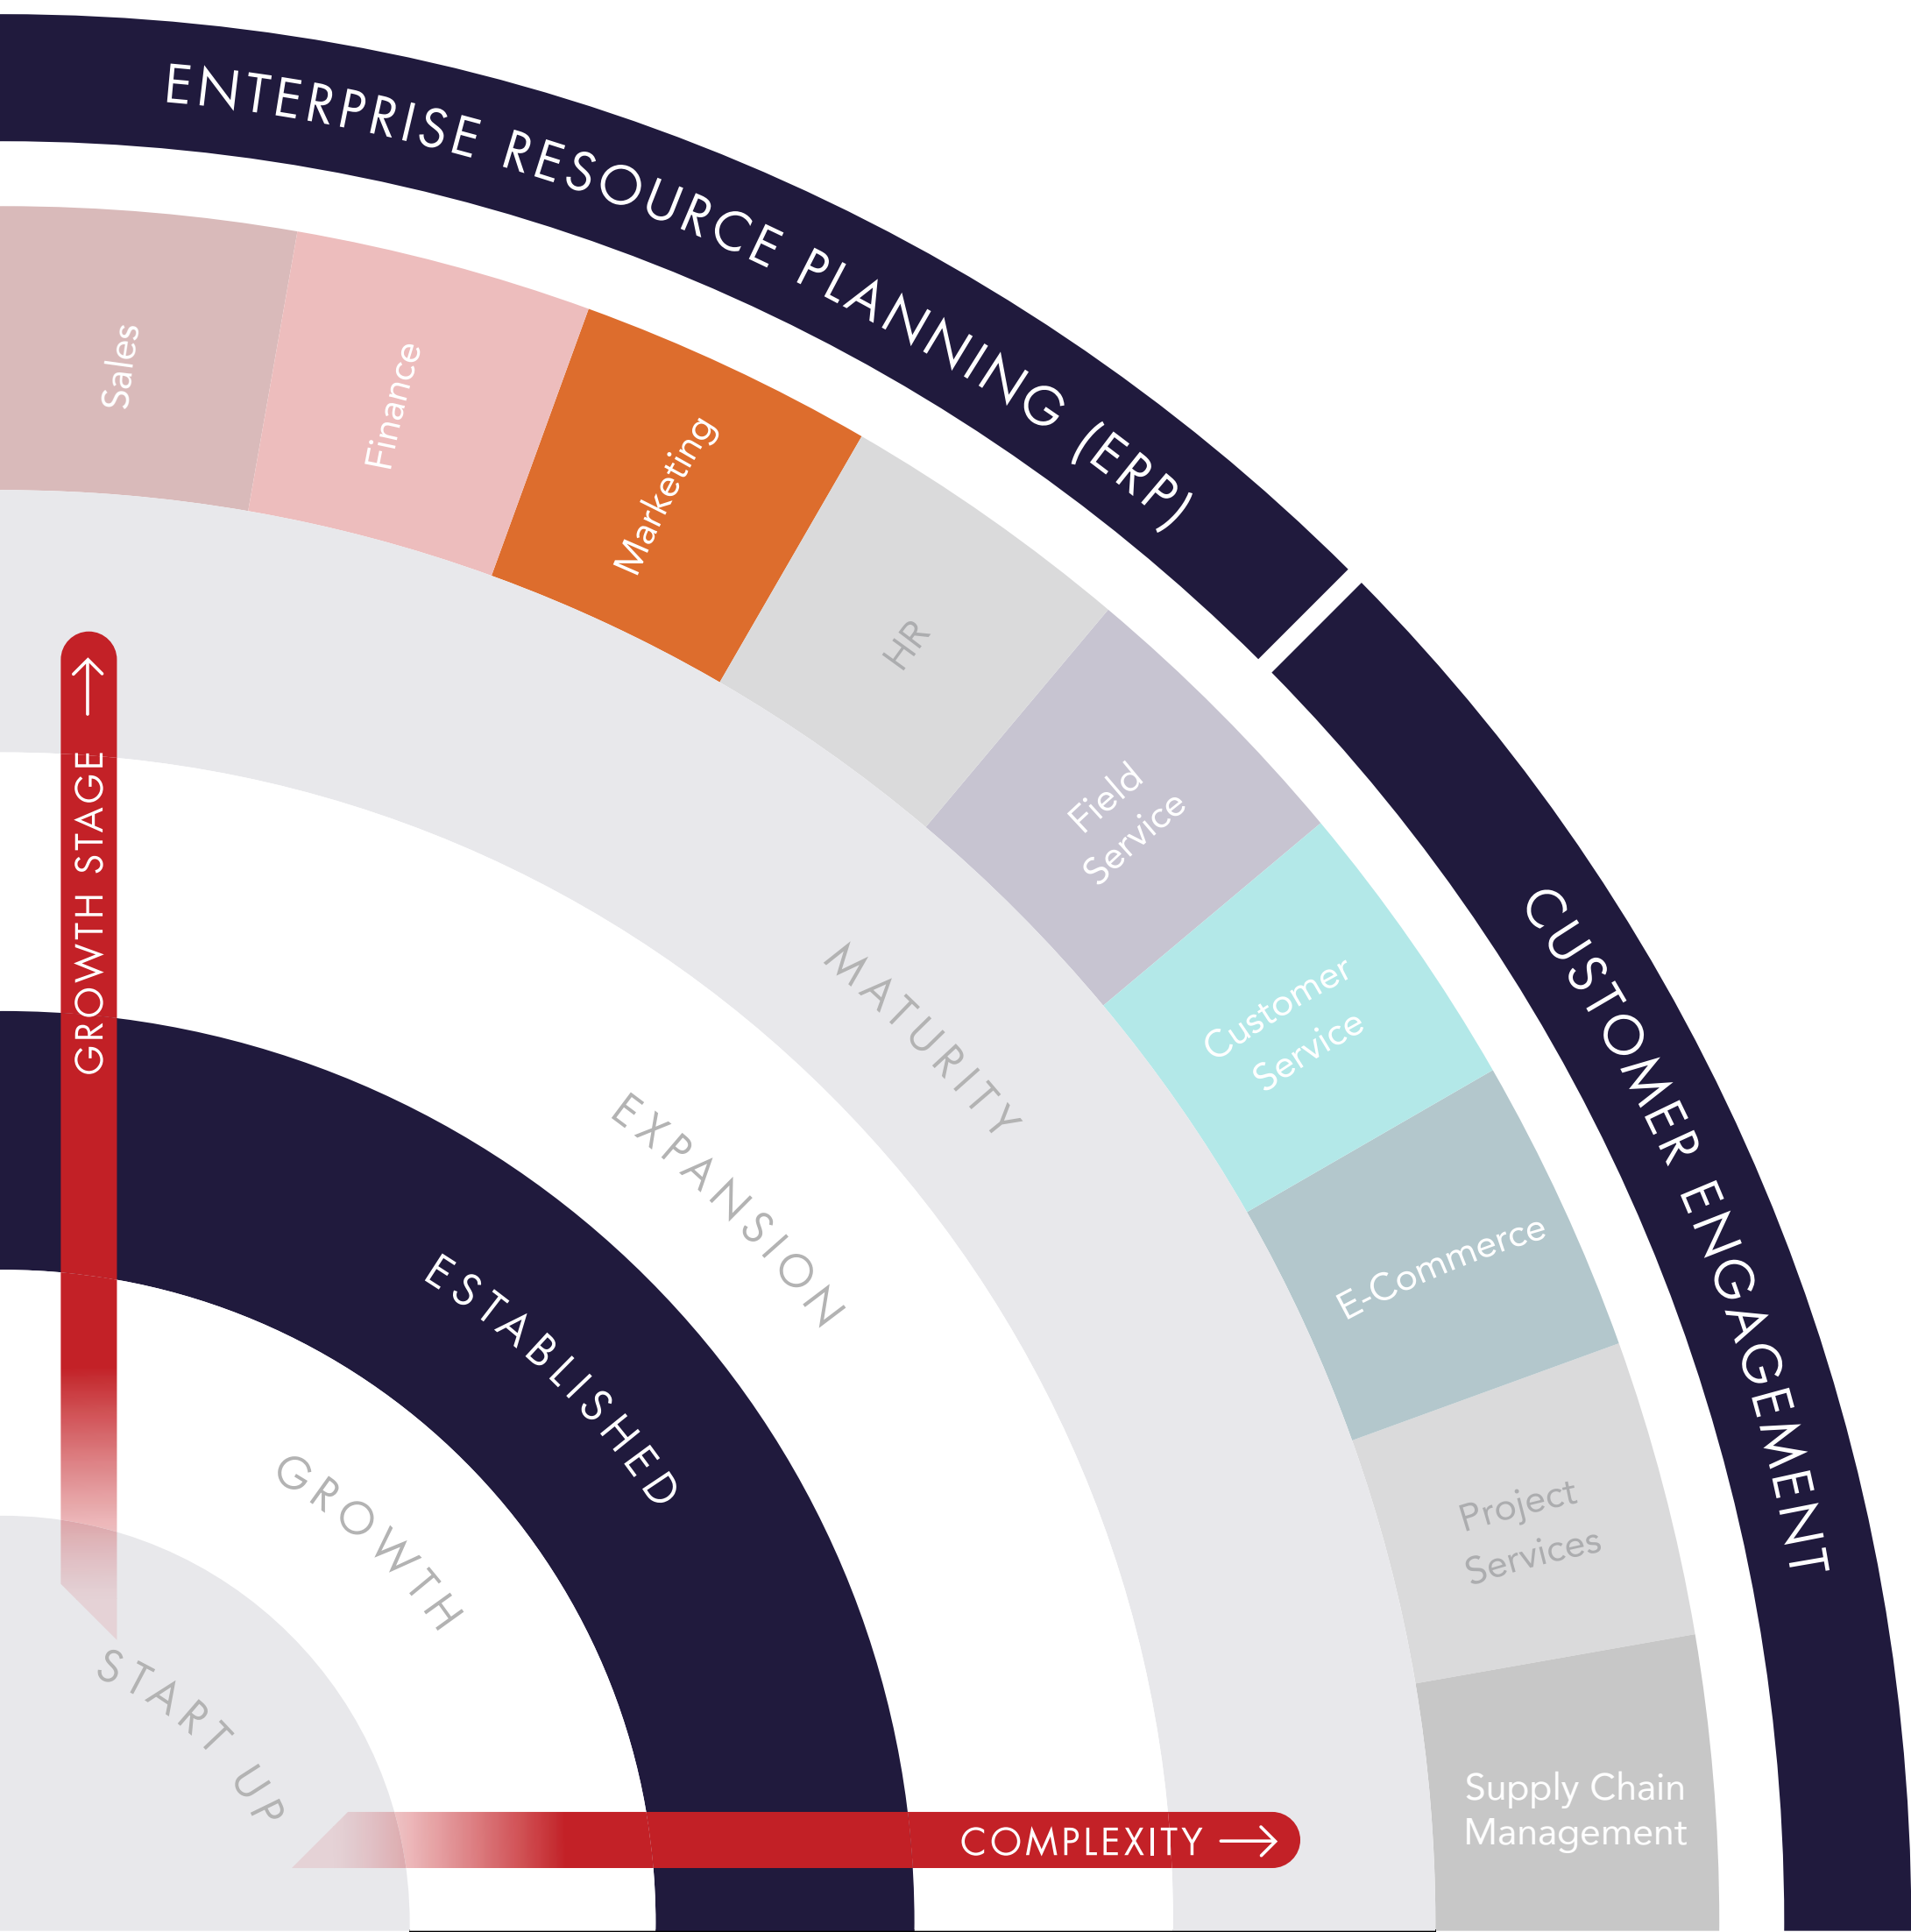 ENTERPRISE RESOURCE PLANNING (ERP)
CUSTOMER ENGAGEMENT
Sales
Finance
Marketing
HR
Field
Service
Customer
Service
E-Commerce
Project
Services
Supply Chain
Management
MATURITY
EXPANSION
ESTABLISHED
GROWTH
START UP
GROWTH STAGE
COMPLEXITY